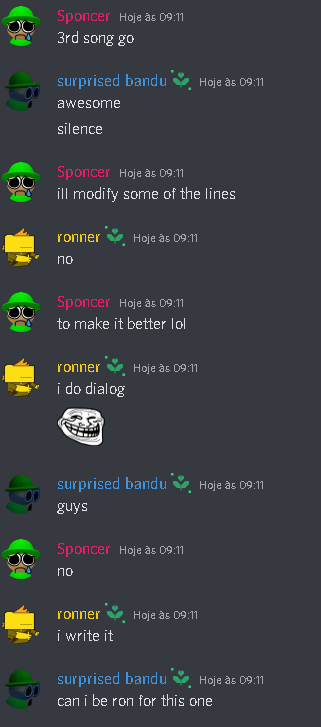 Sponcer Hoje às 09:11
3rd song go
surprised bandu Hoje às 09:11
awesome
silence
Sponcer Hoje às 09:11
ill modify some of the lines
ronner Hoje às 09:11
no
Sponcer Hoje às 09:11
to make it better lol
ronner Hoje às 09:11
i do dialog
surprised bandu Hoje às 09:11
guys
Sponcer Hoje às 09:11
no
ronner Hoje às 09:11
i write it
surprised bandu Hoje às 09:11
can i be ron for this one